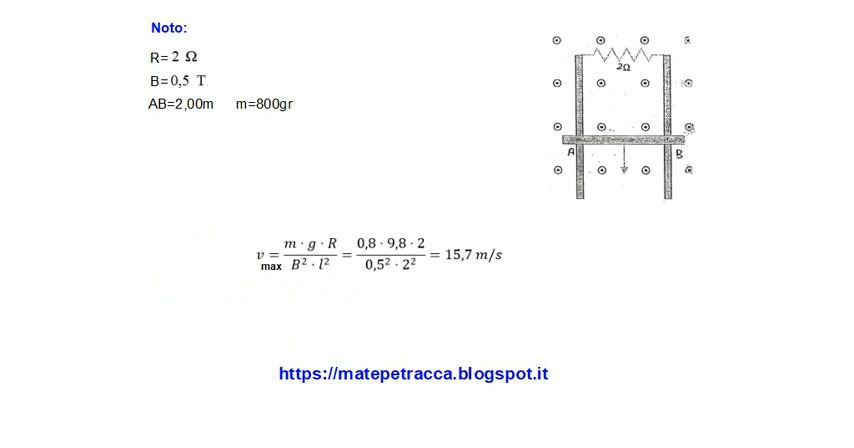 Noto:
R= 2 Ω
B= 0,5 T
AB=2,00m m=800gr
2Ω
A B
v max = m · g · R / B² · l² = 0,8 · 9,8 · 2 / 0,5² · 2² = 15,7 m/s
https://matepetracca.blogspot.it